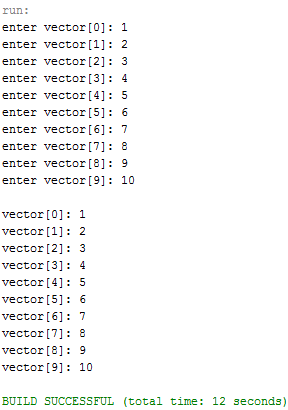 run:
enter vector[0]: 1
enter vector[1]: 2
enter vector[2]: 3
enter vector[3]: 4
enter vector[4]: 5
enter vector[5]: 6
enter vector[6]: 7
enter vector[7]: 8
enter vector[8]: 9
enter vector[9]: 10
vector[0]: 1
vector[1]: 2
vector[2]: 3
vector[3]: 4
vector[4]: 5
vector[5]: 6
vector[6]: 7
vector[7]: 8
vector[8]: 9
vector[9]: 10
BUILD SUCCESSFUL (total time: 12 seconds)